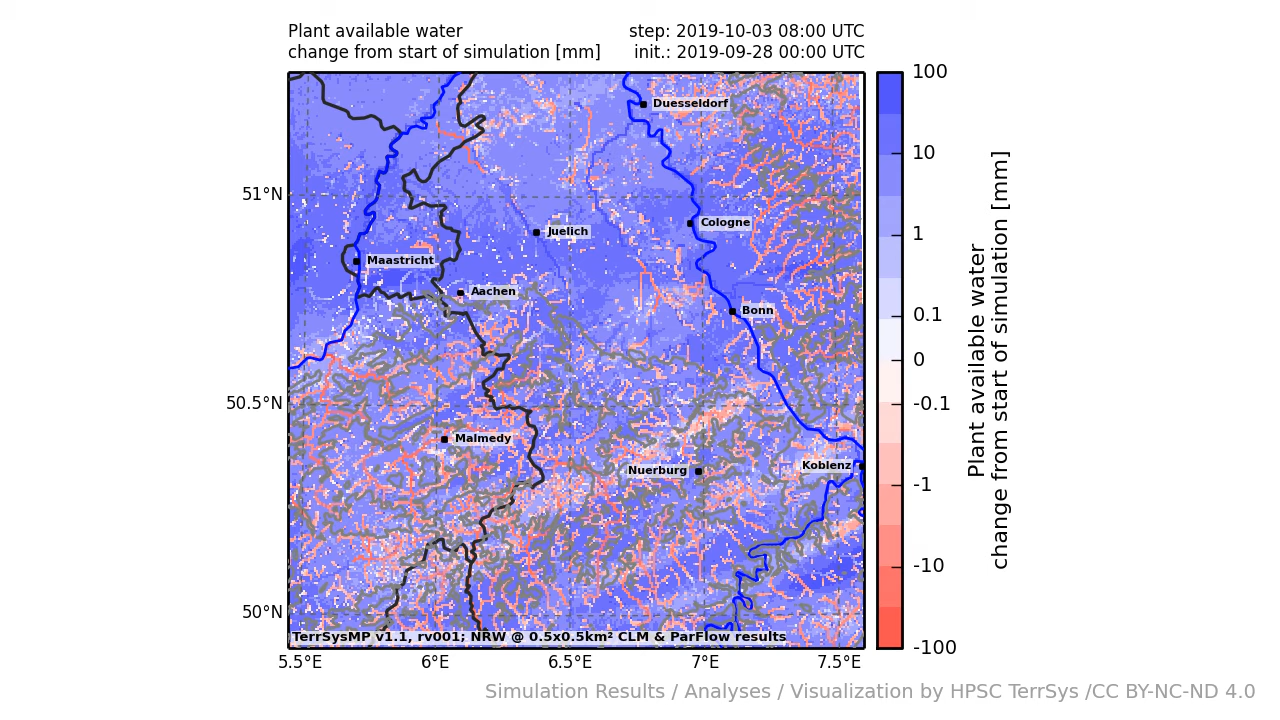 Plant available water
change from start of simulation [mm]
step: 2019-10-03 08:00 UTC
init.: 2019-09-28 00:00 UTC
Duesseldorf
51°N
Cologne
Juelich
Maastricht
Aachen
Bonn
50.5°N
Malmedy
Nuerburg
Koblenz
50°N
TerrSysMP v1.1, rv001; NRW @ 0.5x0.5km² CLM & ParFlow results
5.5°E
6°E
6.5°E
7°E
7.5°E
100
10
1
0.1
0
-0.1
-1
-10
-100
Plant available water
change from start of simulation [mm]
Simulation Results / Analyses / Visualization by HPSC TerrSys /CC BY-NC-ND 4.0